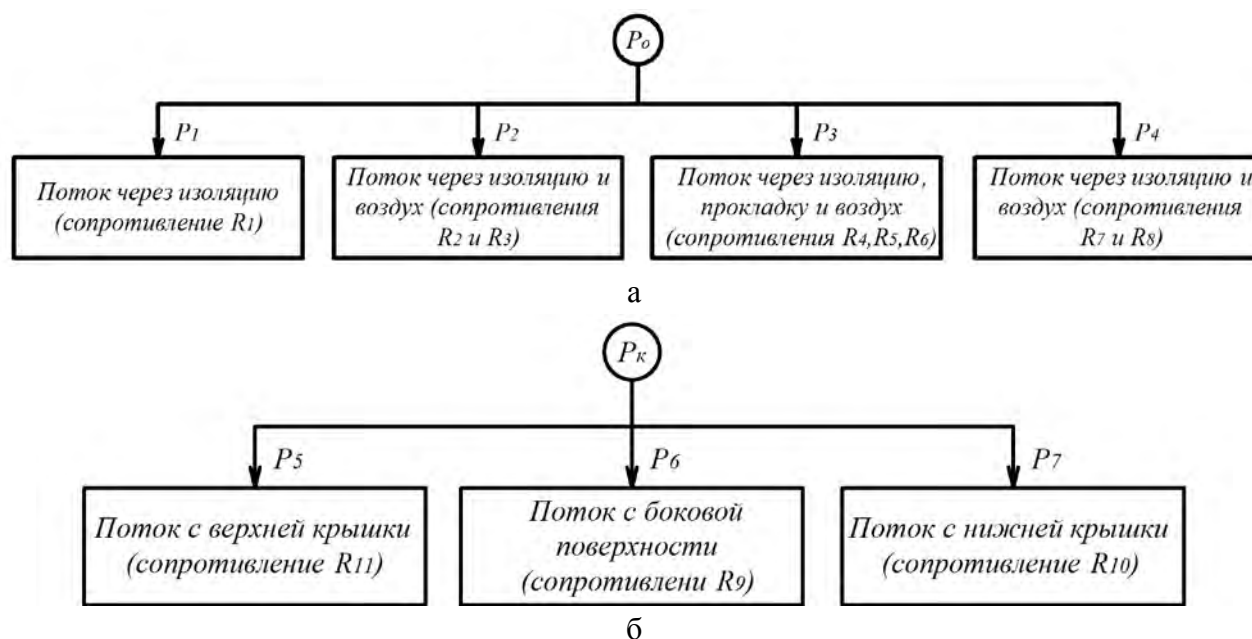 Pо
P1
P2
P3
P4
Поток через изоляцию
(сопротивление R1)
Поток через изоляцию и
воздух (сопротивления
R2 и R3)
Поток через изоляцию,
прокладку и воздух
(сопротивления R4,R5,R6)
Поток через изоляцию и
воздух (сопротивления
R7 и R8)
а
Pк
P5
P6
P7
Поток с верхней крышки
(сопротивление R11)
Поток с боковой
поверхности
(сопротивлени R9)
Поток с нижней крышки
(сопротивление R10)
б